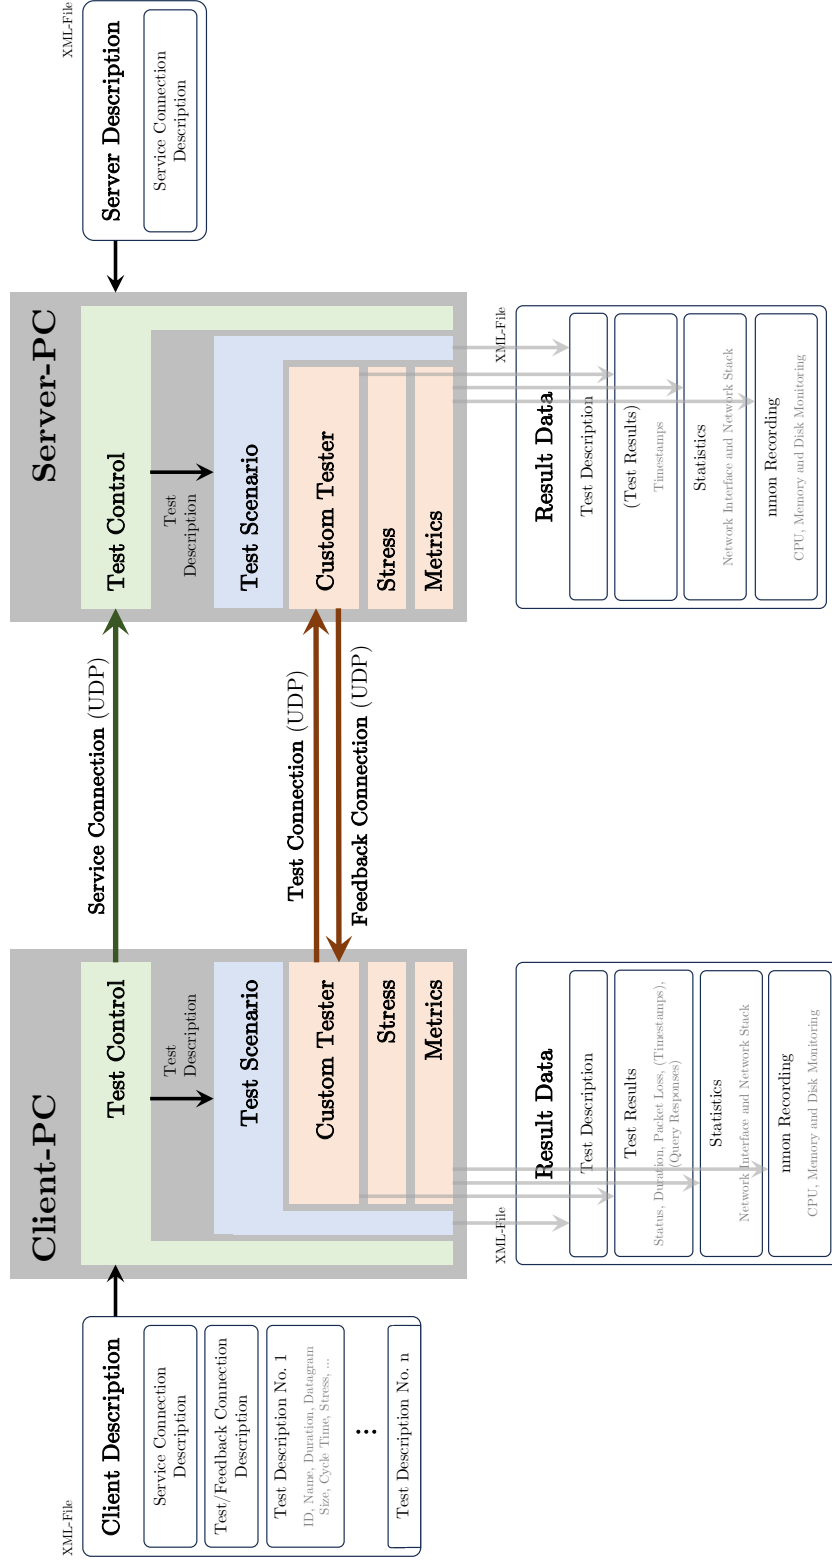 XML-File
Client Description
Service Connection
Description
Test/Feedback Connection
Description
Test Description No. 1
ID, Name, Duration, Datagram
Size, Cycle Time, Stress, ...
⋮
Test Description No. n
Client-PC
Test Control
Test
Description
Test Scenario
Custom Tester
Stress
Metrics
XML-File
Result Data
Test Description
Test Results
Status, Duration, Packet Loss, (Timestamps),
(Query Responses)
Statistics
Network Interface and Network Stack
nmon Recording
CPU, Memory and Disk Monitoring
Service Connection (UDP)
Test Connection (UDP)
Feedback Connection (UDP)
Server-PC
Test Control
Test
Description
Test Scenario
Custom Tester
Stress
Metrics
XML-File
Result Data
Test Description
(Test Results)
Timestamps
Statistics
Network Interface and Network Stack
nmon Recording
CPU, Memory and Disk Monitoring
XML-File
Server Description
Service Connection
Description